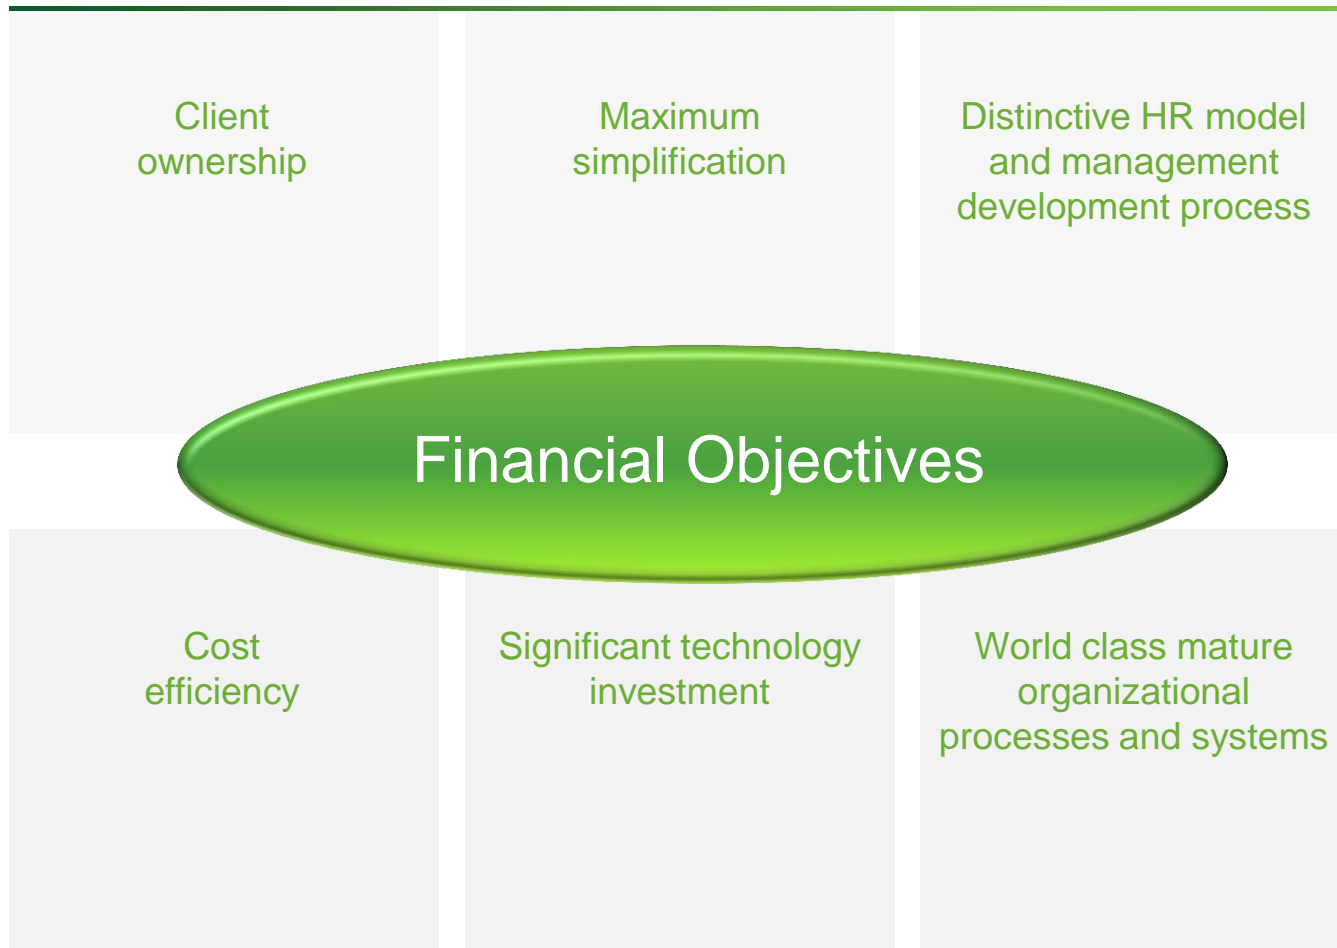 Client
ownership
Maximum
simplification
Distinctive HR model
and management
development process
Financial Objectives
Cost
efficiency
Significant technology
investment
World class mature
organizational
processes and systems